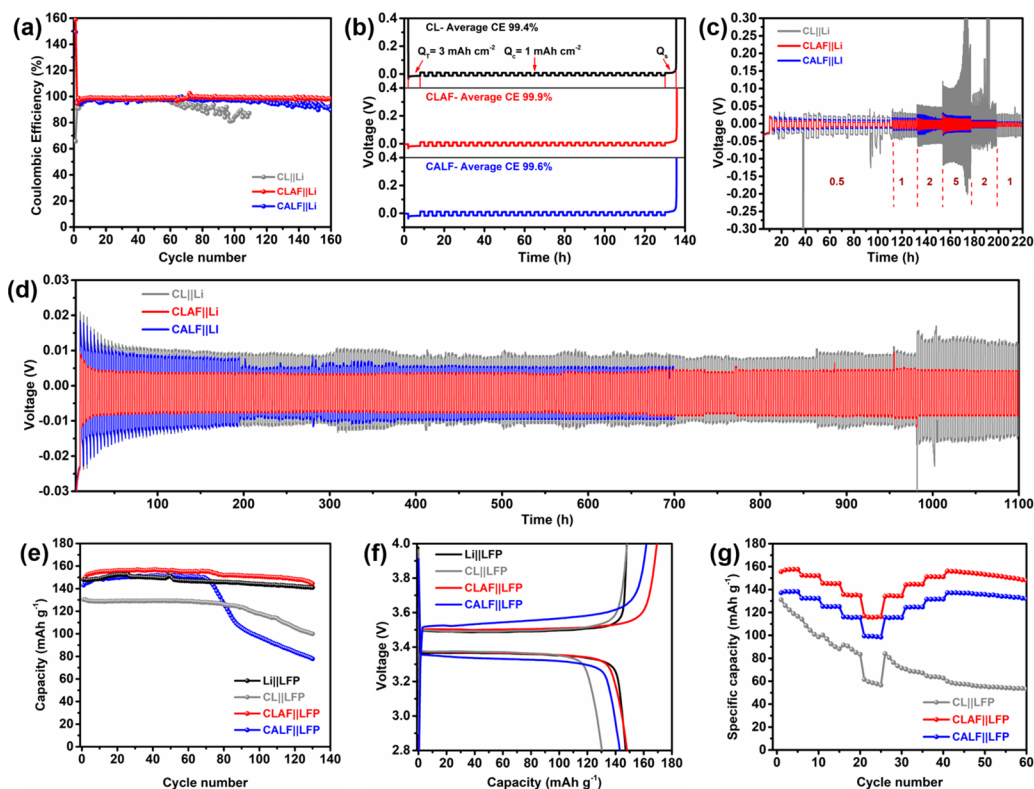 (a)
160
140
120
100
80
60
40
20
0
Coulombic Efficiency (%)
CL||Li
CLAF||Li
CALF||Li
0 20 40 60 80 100 120 140 160
Cycle number
(b)
CL- Average CE 99.4%
Q_T= 3 mAh cm⁻² Q_c= 1 mAh cm⁻² Q_s
CLAF- Average CE 99.9%
CALF- Average CE 99.6%
0.4
0.2
0.0
0.4
0.2
0.0
0.4
0.2
0.0
Voltage (V)
0 20 40 60 80 100 120 140
Time (h)
(c)
0.30
0.25
0.20
0.15
0.10
0.05
0.00
-0.05
-0.10
-0.15
-0.20
-0.25
-0.30
Voltage (V)
CL||Li
CLAF||Li
CALF||LI
0.5 1 2 5 2 1
20 40 60 80 100 120 140 160 180 200 220
Time (h)
(d)
0.03
0.02
0.01
0.00
-0.01
-0.02
-0.03
Voltage (V)
CL||Li
CLAF||Li
CALF||LI
100 200 300 400 500 600 700 800 900 1000 1100
Time (h)
(e)
180
160
140
120
100
80
60
40
20
0
Capacity (mAh g⁻¹)
Li||LFP
CL||LFP
CLAF||LFP
CALF||LFP
0 20 40 60 80 100 120 140
Cycle number
(f)
4.0
3.6
3.2
2.8
Voltage (V)
Li||LFP
CL||LFP
CLAF||LFP
CALF||LFP
0 20 40 60 80 100 120 140 160 180
Capacity (mAh g⁻¹)
(g)
180
160
140
120
100
80
60
40
20
0
Specific capacity (mAh g⁻¹)
CL||LFP
CLAF||LFP
CALF||LFP
0 10 20 30 40 50 60
Cycle number